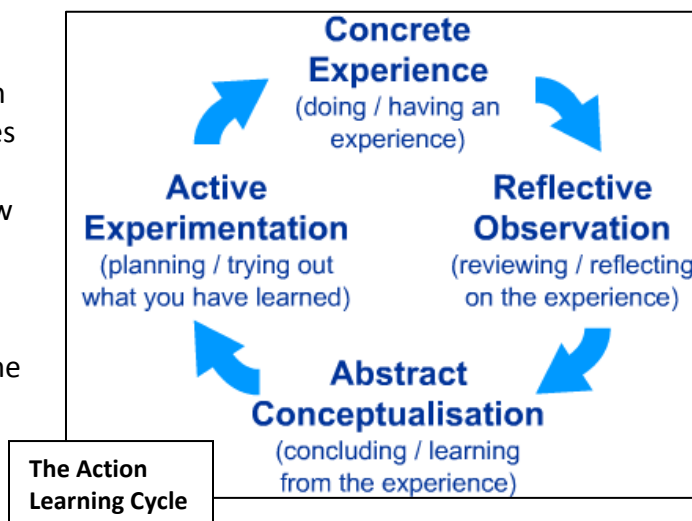 Concrete
Experience
(doing / having an
experience)
Reflective
Observation
(reviewing / reflecting
on the experience)
Abstract
Conceptualisation
(concluding / learning
from the experience)
Active
Experimentation
(planning / trying out
what you have learned)
The Action
Learning Cycle